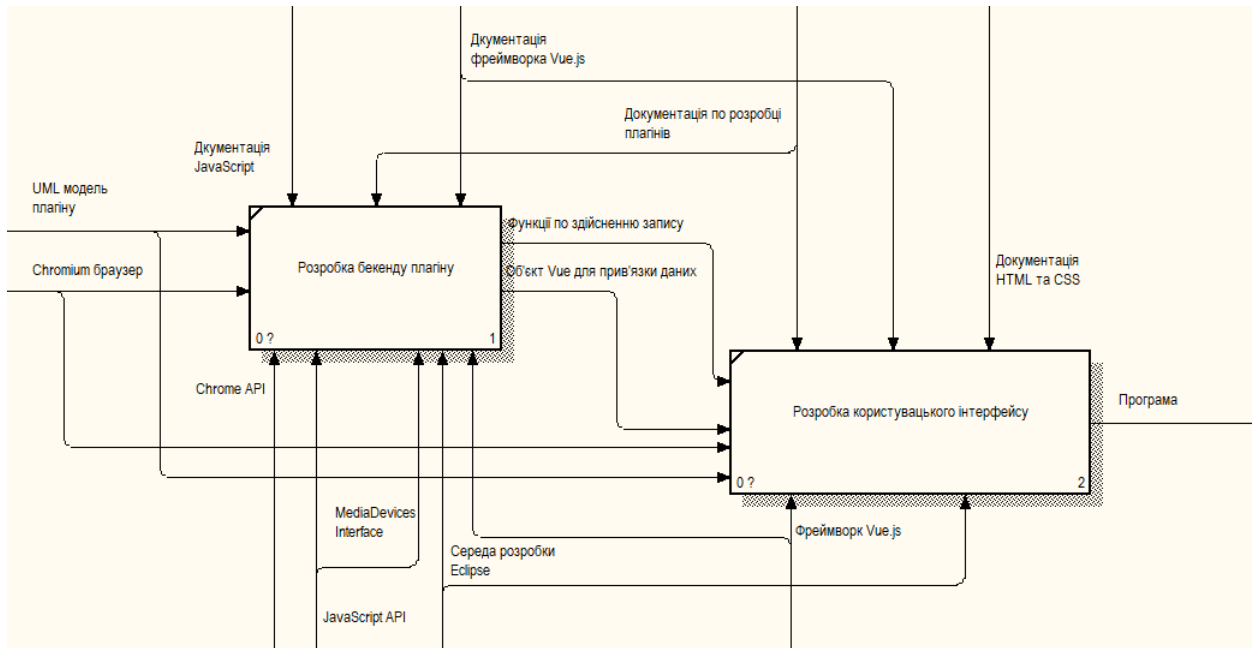 Дкументація
фреймворка Vue.js
Документація по розробці
плагінів
Дкументація
JavaScript
UML модель
плагіну
Функції по здійсненню запису
Chromium браузер
Розробка бекенду плагіну
Об'єкт Vue для прив'язки даних
Документація
HTML та CSS
0 ?
1
Chrome API
Розробка користувацького інтерфейсу
Програма
0 ?
2
MediaDevices
Interface
Фреймворк Vue.js
Середа розробки
Eclipse
JavaScript API